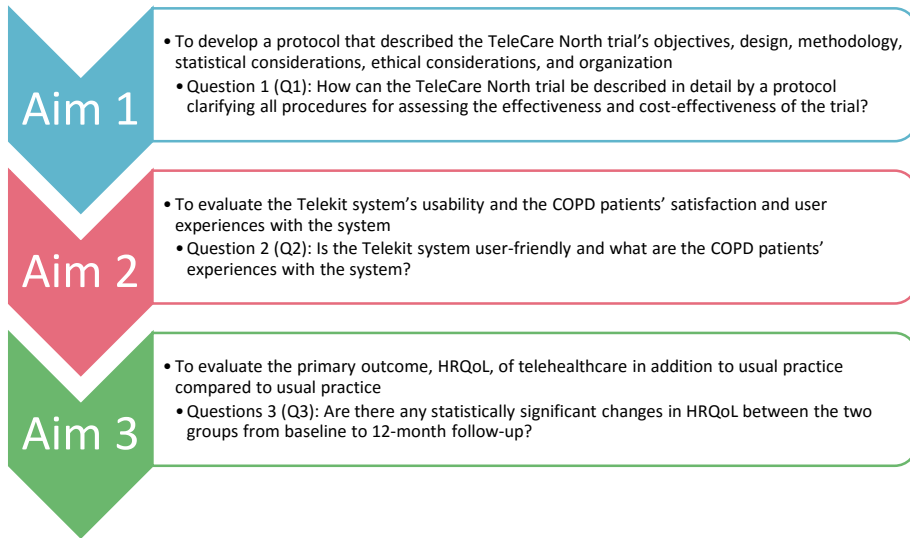 Aim 1
• To develop a protocol that described the TeleCare North trial's objectives, design, methodology,
statistical considerations, ethical considerations, and organization
• Question 1 (Q1): How can the TeleCare North trial be described in detail by a protocol
clarifying all procedures for assessing the effectiveness and cost-effectiveness of the trial?
Aim 2
• To evaluate the Telekit system's usability and the COPD patients' satisfaction and user
experiences with the system
• Question 2 (Q2): Is the Telekit system user-friendly and what are the COPD patients'
experiences with the system?
Aim 3
• To evaluate the primary outcome, HRQoL, of telehealthcare in addition to usual practice
compared to usual practice
• Questions 3 (Q3): Are there any statistically significant changes in HRQoL between the two
groups from baseline to 12-month follow-up?